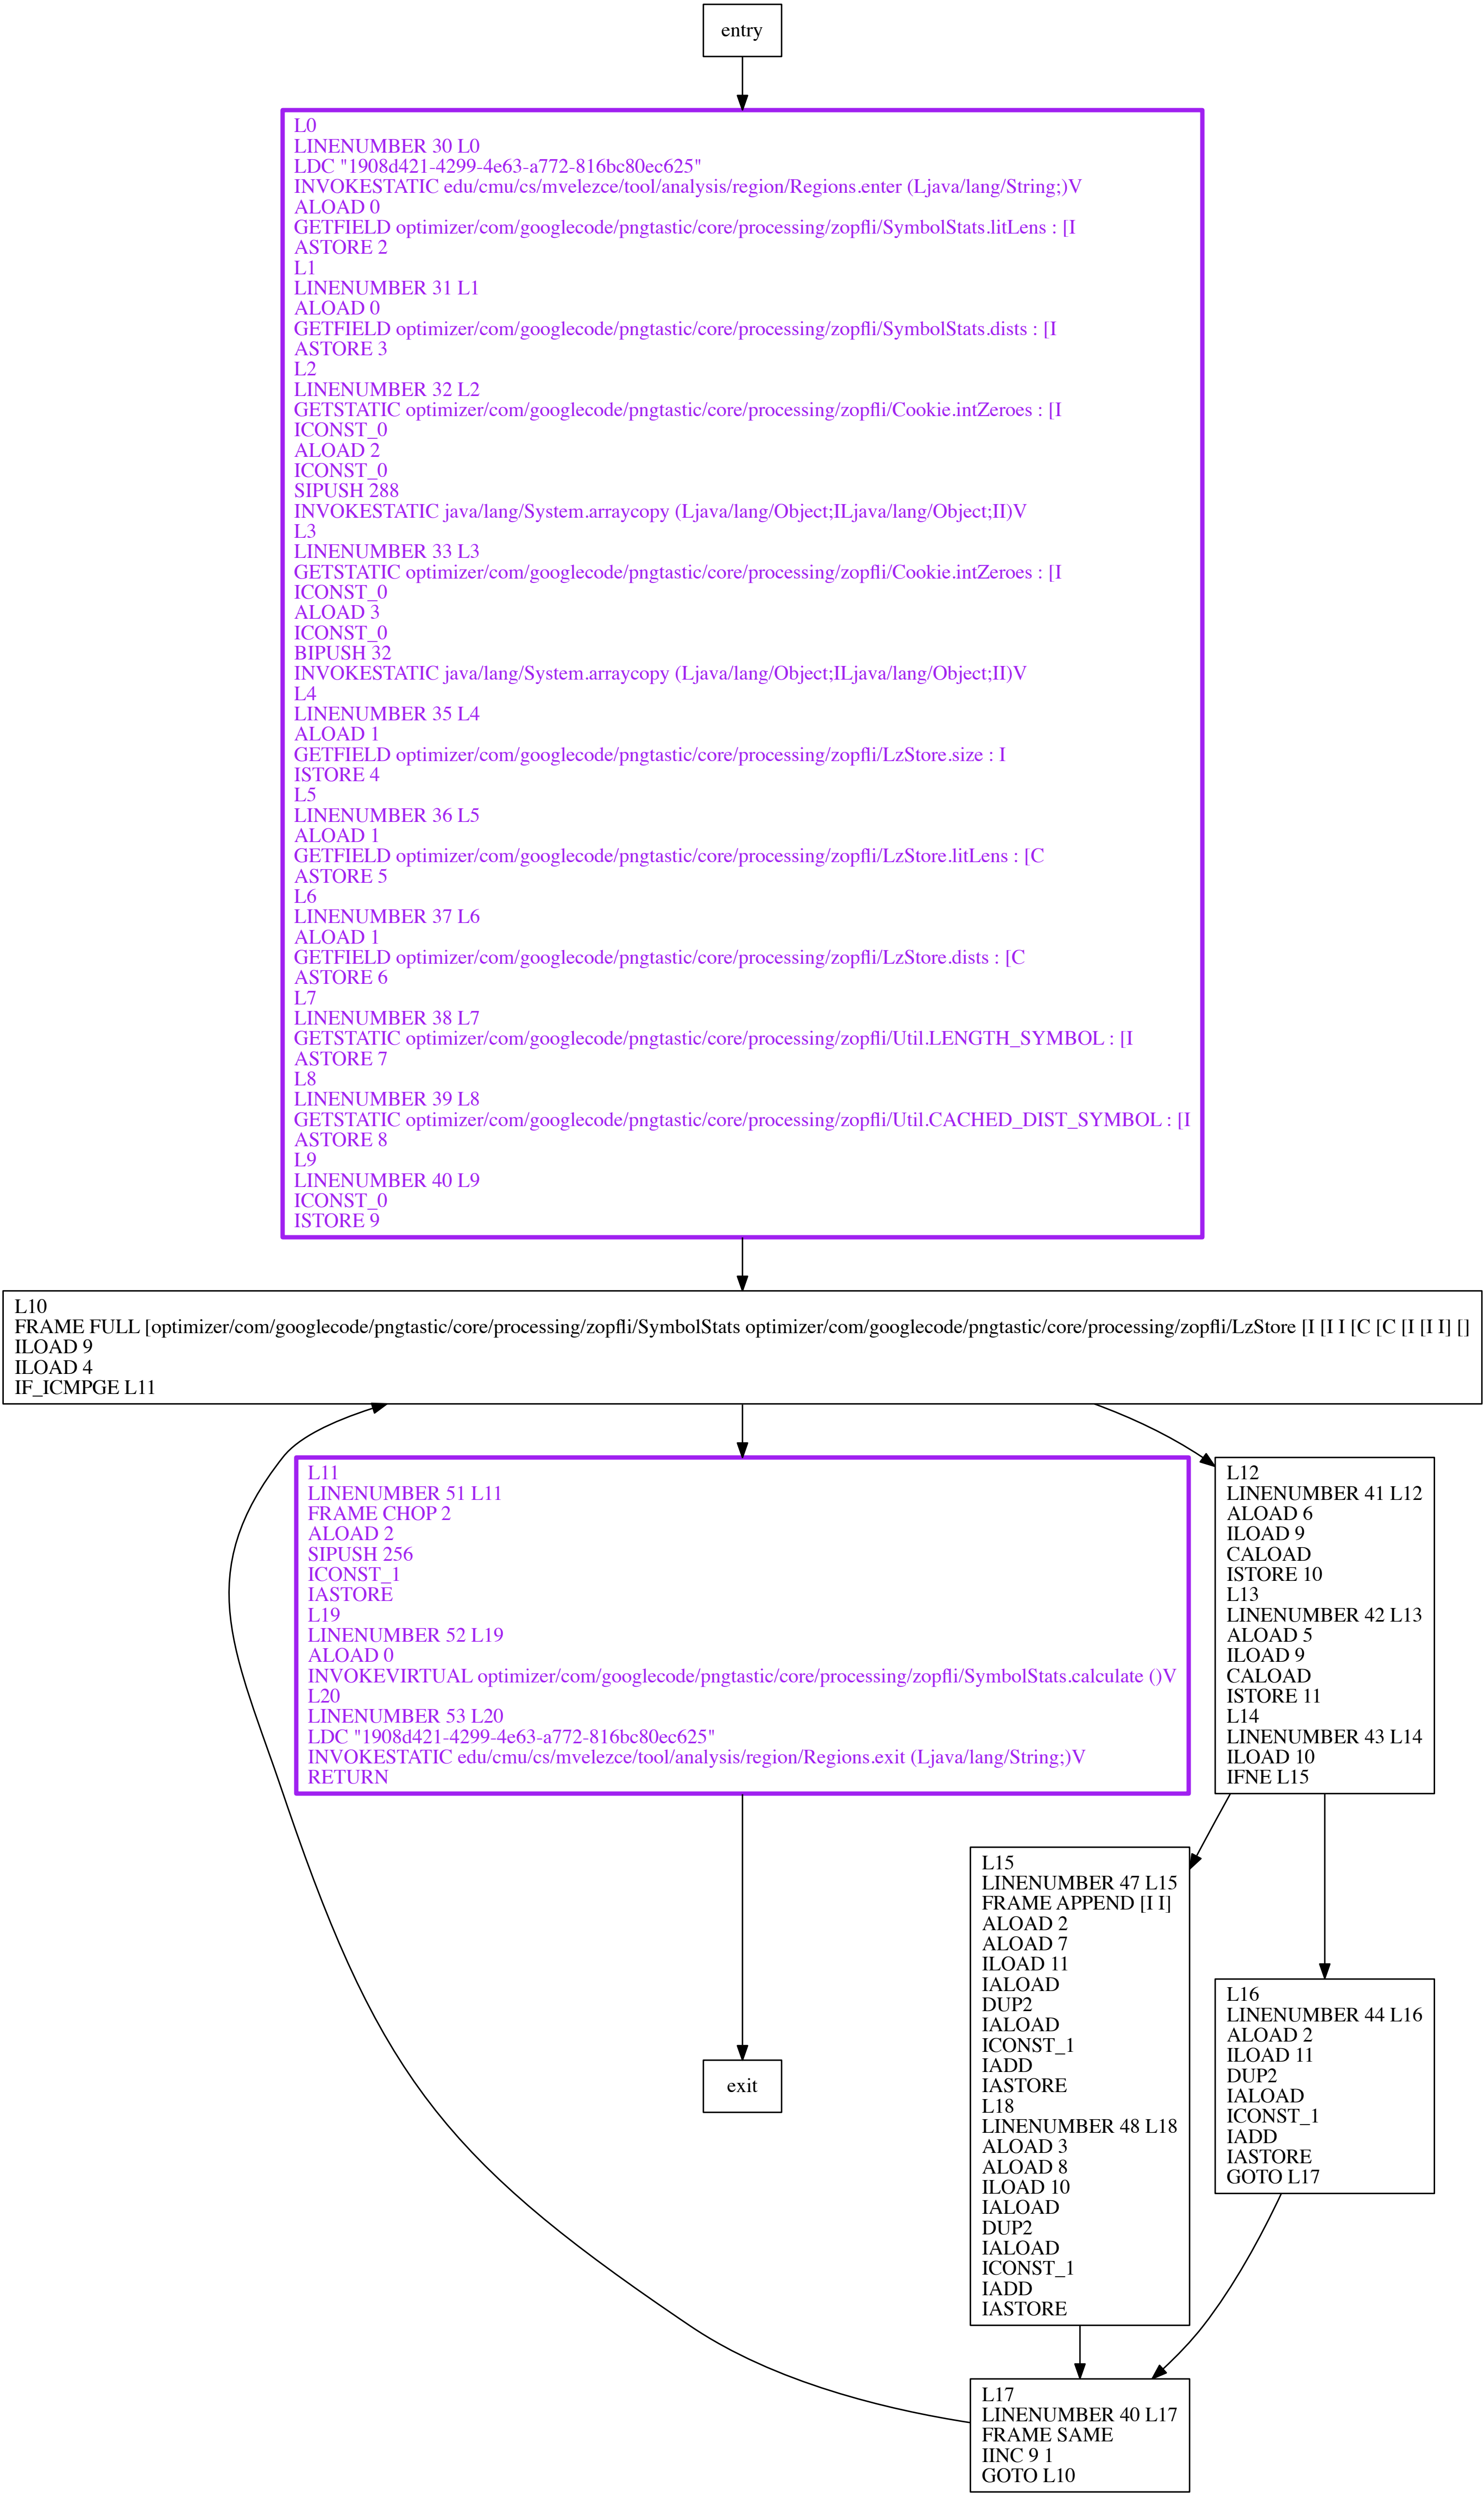 entry
L0
LINENUMBER 30 L0
LDC "1908d421-4299-4e63-a772-816bc80ec625"
INVOKESTATIC edu/cmu/cs/mvelezce/tool/analysis/region/Regions.enter (Ljava/lang/String;)V
ALOAD 0
GETFIELD optimizer/com/googlecode/pngtastic/core/processing/zopfli/SymbolStats.litLens : [I
ASTORE 2
L1
LINENUMBER 31 L1
ALOAD 0
GETFIELD optimizer/com/googlecode/pngtastic/core/processing/zopfli/SymbolStats.dists : [I
ASTORE 3
L2
LINENUMBER 32 L2
GETSTATIC optimizer/com/googlecode/pngtastic/core/processing/zopfli/Cookie.intZeroes : [I
ICONST_0
ALOAD 2
ICONST_0
SIPUSH 288
INVOKESTATIC java/lang/System.arraycopy (Ljava/lang/Object;ILjava/lang/Object;II)V
L3
LINENUMBER 33 L3
GETSTATIC optimizer/com/googlecode/pngtastic/core/processing/zopfli/Cookie.intZeroes : [I
ICONST_0
ALOAD 3
ICONST_0
BIPUSH 32
INVOKESTATIC java/lang/System.arraycopy (Ljava/lang/Object;ILjava/lang/Object;II)V
L4
LINENUMBER 35 L4
ALOAD 1
GETFIELD optimizer/com/googlecode/pngtastic/core/processing/zopfli/LzStore.size : I
ISTORE 4
L5
LINENUMBER 36 L5
ALOAD 1
GETFIELD optimizer/com/googlecode/pngtastic/core/processing/zopfli/LzStore.litLens : [C
ASTORE 5
L6
LINENUMBER 37 L6
ALOAD 1
GETFIELD optimizer/com/googlecode/pngtastic/core/processing/zopfli/LzStore.dists : [C
ASTORE 6
L7
LINENUMBER 38 L7
GETSTATIC optimizer/com/googlecode/pngtastic/core/processing/zopfli/Util.LENGTH_SYMBOL : [I
ASTORE 7
L8
LINENUMBER 39 L8
GETSTATIC optimizer/com/googlecode/pngtastic/core/processing/zopfli/Util.CACHED_DIST_SYMBOL : [I
ASTORE 8
L9
LINENUMBER 40 L9
ICONST_0
ISTORE 9
L10
FRAME FULL [optimizer/com/googlecode/pngtastic/core/processing/zopfli/SymbolStats optimizer/com/googlecode/pngtastic/core/processing/zopfli/LzStore [I [I I [C [C [I [I I] []
ILOAD 9
ILOAD 4
IF_ICMPGE L11
L11
LINENUMBER 51 L11
FRAME CHOP 2
ALOAD 2
SIPUSH 256
ICONST_1
IASTORE
L19
LINENUMBER 52 L19
ALOAD 0
INVOKEVIRTUAL optimizer/com/googlecode/pngtastic/core/processing/zopfli/SymbolStats.calculate ()V
L20
LINENUMBER 53 L20
LDC "1908d421-4299-4e63-a772-816bc80ec625"
INVOKESTATIC edu/cmu/cs/mvelezce/tool/analysis/region/Regions.exit (Ljava/lang/String;)V
RETURN
L12
LINENUMBER 41 L12
ALOAD 6
ILOAD 9
CALOAD
ISTORE 10
L13
LINENUMBER 42 L13
ALOAD 5
ILOAD 9
CALOAD
ISTORE 11
L14
LINENUMBER 43 L14
ILOAD 10
IFNE L15
L15
LINENUMBER 47 L15
FRAME APPEND [I I]
ALOAD 2
ALOAD 7
ILOAD 11
IALOAD
DUP2
IALOAD
ICONST_1
IADD
IASTORE
L18
LINENUMBER 48 L18
ALOAD 3
ALOAD 8
ILOAD 10
IALOAD
DUP2
IALOAD
ICONST_1
IADD
IASTORE
L16
LINENUMBER 44 L16
ALOAD 2
ILOAD 11
DUP2
IALOAD
ICONST_1
IADD
IASTORE
GOTO L17
exit
L17
LINENUMBER 40 L17
FRAME SAME
IINC 9 1
GOTO L10